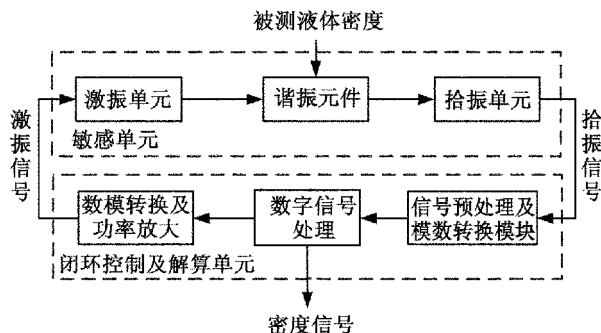 被测液体密度
激振单元
谐振元件
拾振单元
敏感单元
激振信号
拾振信号
数模转换及
功率放大
数字信号
处理
信号预处理及
模数转换模块
闭环控制及解算单元
密度信号